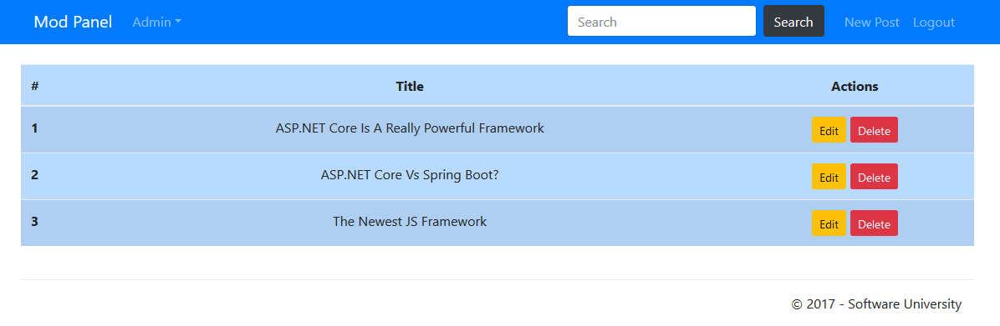 Mod Panel Admin Search Search New Post Logout
# Title Actions
1 ASP.NET Core Is A Really Powerful Framework Edit Delete
2 ASP.NET Core Vs Spring Boot? Edit Delete
3 The Newest JS Framework Edit Delete
© 2017 - Software University